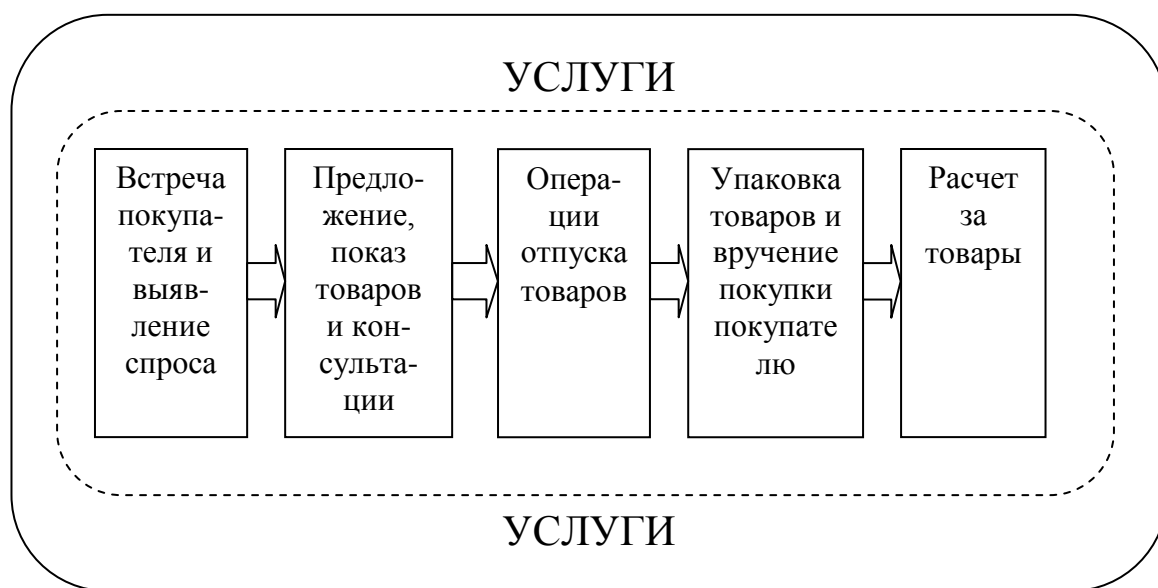 УСЛУГИ
Встреча
покупа-
теля и
выяв-
ление
спроса
Предло-
жение,
показ
товаров
и кон-
сульта-
ции
Опера-
ции
отпуска
товаров
Упаковка
товаров и
вручение
покупки
покупате
лю
Расчет
за
товары
УСЛУГИ